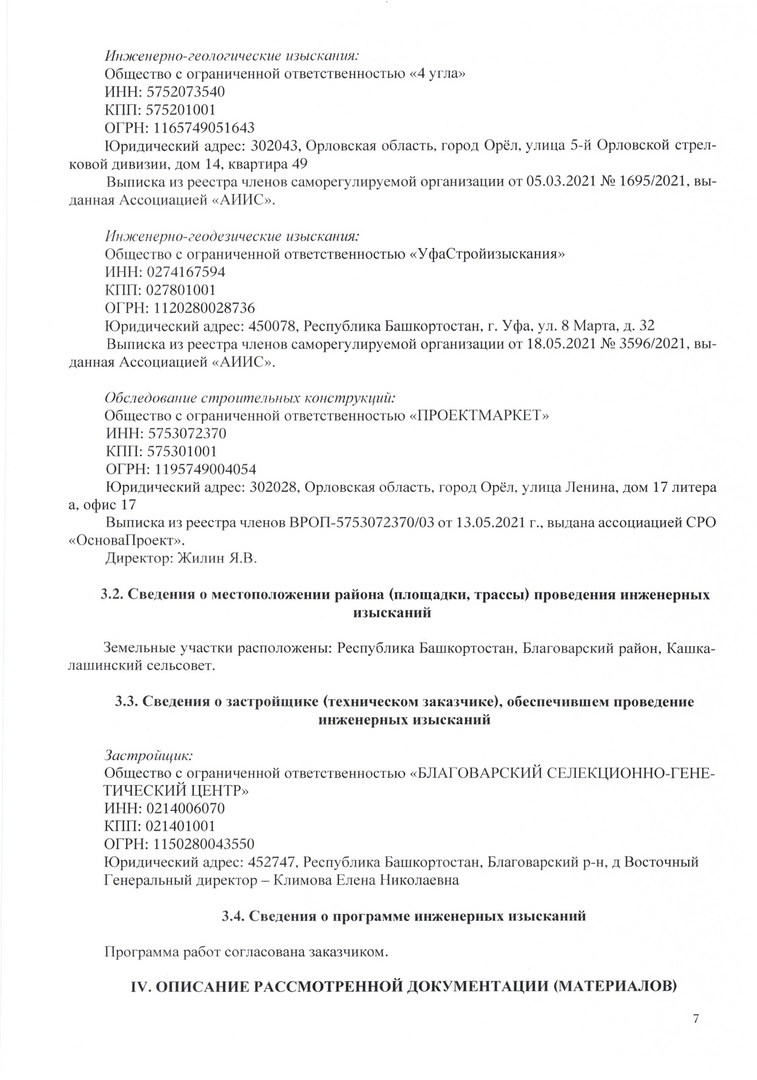 Инженерно-геологические изыскания:
Общество с ограниченной ответственностью «4 угла»
ИНН: 5752073540
КПП: 575201001
ОГРН: 1165749051643
Юридический адрес: 302043, Орловская область, город Орёл, улица 5-й Орловской стрел-
ковой дивизии, дом 14, квартира 49
Выписка из реестра членов саморегулируемой организации от 05.03.2021 № 1695/2021, вы-
данная Ассоциацией «АИИС».
Инженерно-геодезические изыскания:
Общество с ограниченной ответственностью «УфаСтройизыскания»
ИНН: 0274167594
КПП: 027801001
ОГРН: 1120280028736
Юридический адрес: 450078, Республика Башкортостан, г. Уфа, ул. 8 Марта, д. 32
Выписка из реестра членов саморегулируемой организации от 18.05.2021 № 3596/2021, вы-
данная Ассоциацией «АИИС».
Обследование строительных конструкций:
Общество с ограниченной ответственностью «ПРОЕКТМАРКЕТ»
ИНН: 5753072370
КПП: 575301001
ОГРН: 1195749004054
Юридический адрес: 302028, Орловская область, город Орёл, улица Ленина, дом 17 литера
а, офис 17
Выписка из реестра членов ВРОП-5753072370/03 от 13.05.2021 г., выдана ассоциацией СРО
«ОсноваПроект».
Директор: Жилин Я.В.
3.2. Сведения о местоположении района (площадки, трассы) проведения инженерных
изысканий
Земельные участки расположены: Республика Башкортостан, Благоварский район, Кашка-
лашинский сельсовет.
3.3. Сведения о застройщике (техническом заказчике), обеспечившем проведение
инженерных изысканий
Застройщик:
Общество с ограниченной ответственностью «БЛАГОВАРСКИЙ СЕЛЕКЦИОННО-ГЕНЕ-
ТИЧЕСКИЙ ЦЕНТР»
ИНН: 0214006070
КПП: 021401001
ОГРН: 1150280043550
Юридический адрес: 452747, Республика Башкортостан, Благоварский р-н, д Восточный
Генеральный директор – Климова Елена Николаевна
3.4. Сведения о программе инженерных изысканий
Программа работ согласована заказчиком.
IV. ОПИСАНИЕ РАССМОТРЕННОЙ ДОКУМЕНТАЦИИ (МАТЕРИАЛОВ)
7